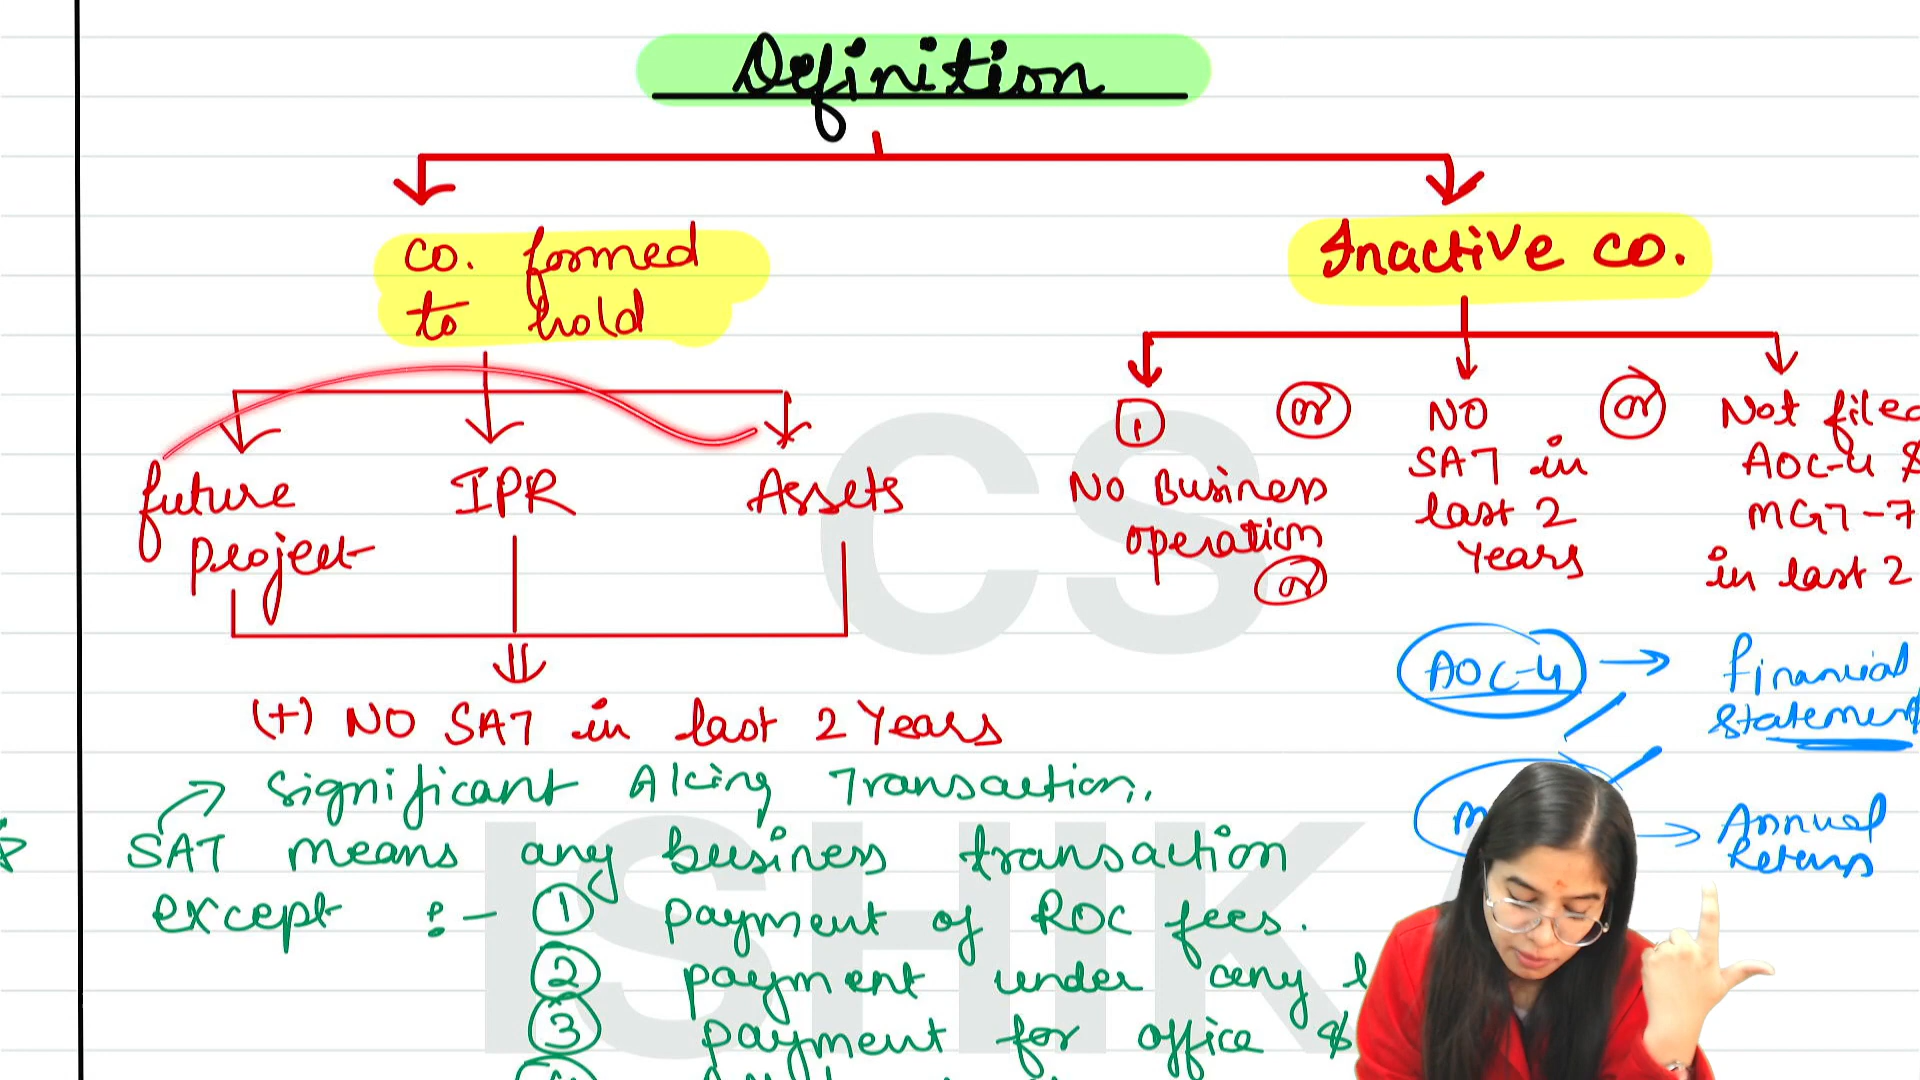 Definition
co. formed
to hold
Inactive co.
future
project
IPR
Assets
(+) NO SAT in last 2 Years
1
No Business
operation
or
or
NO
SAT in
last 2
Years
or
Not filed
AOC-4 &
MGT-7
in last 2
AOC-4 → financial
statement
→ Annual
Return
significant A/cing Transaction.
SAT means any business transaction
except :- 1 payment of ROC fees.
2 payment under any
3 payment for office &
CS
ISHIKA